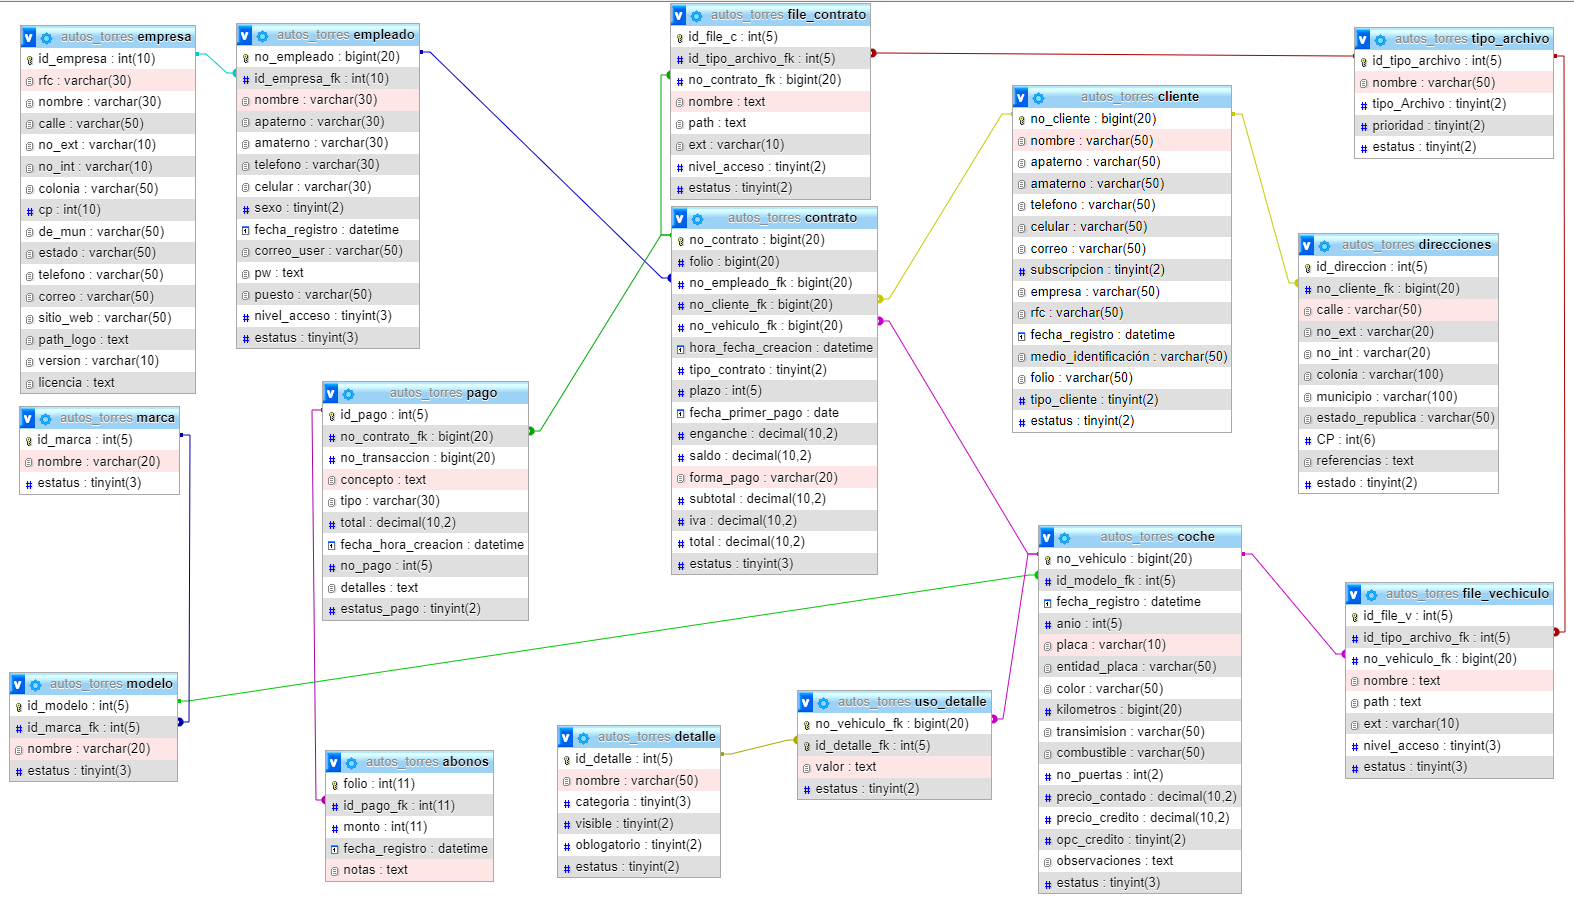 autos_torres empresa
id_empresa : int(10)
rfc : varchar(30)
nombre : varchar(30)
calle : varchar(50)
no_ext : varchar(10)
no_int : varchar(10)
colonia : varchar(50)
cp : int(10)
de_mun : varchar(50)
estado : varchar(50)
telefono : varchar(50)
correo : varchar(50)
sitio_web : varchar(50)
path_logo : text
version : varchar(10)
licencia : text
autos_torres empleado
no_empleado : bigint(20)
id_empresa_fk : int(10)
nombre : varchar(30)
apaterno : varchar(30)
amaterno : varchar(30)
telefono : varchar(30)
celular : varchar(30)
sexo : tinyint(2)
fecha_registro : datetime
correo_user : varchar(50)
pw : text
puesto : varchar(50)
nivel_acceso : tinyint(3)
estatus : tinyint(3)
autos_torres file_contrato
id_file_c : int(5)
id_tipo_archivo_fk : int(5)
no_contrato_fk : bigint(20)
nombre : text
path : text
ext : varchar(10)
nivel_acceso : tinyint(2)
estatus : tinyint(2)
autos_torres tipo_archivo
id_tipo_archivo : int(5)
nombre : varchar(50)
tipo_Archivo : tinyint(2)
prioridad : tinyint(2)
estatus : tinyint(2)
autos_torres cliente
no_cliente : bigint(20)
nombre : varchar(50)
apaterno : varchar(50)
amaterno : varchar(50)
telefono : varchar(50)
celular : varchar(50)
correo : varchar(50)
subscripcion : tinyint(2)
empresa : varchar(50)
rfc : varchar(50)
fecha_registro : datetime
medio_identificación : varchar(50)
folio : varchar(50)
tipo_cliente : tinyint(2)
estatus : tinyint(2)
autos_torres contrato
no_contrato : bigint(20)
folio : bigint(20)
no_empleado_fk : bigint(20)
no_cliente_fk : bigint(20)
no_vehiculo_fk : bigint(20)
hora_fecha_creacion : datetime
tipo_contrato : tinyint(2)
plazo : int(5)
fecha_primer_pago : date
enganche : decimal(10,2)
saldo : decimal(10,2)
forma_pago : varchar(20)
subtotal : decimal(10,2)
iva : decimal(10,2)
total : decimal(10,2)
estatus : tinyint(3)
autos_torres direcciones
id_direccion : int(5)
no_cliente_fk : bigint(20)
calle : varchar(50)
no_ext : varchar(20)
no_int : varchar(20)
colonia : varchar(100)
municipio : varchar(100)
estado_republica : varchar(50)
CP : int(6)
referencias : text
estado : tinyint(2)
autos_torres marca
id_marca : int(5)
nombre : varchar(20)
estatus : tinyint(3)
autos_torres pago
id_pago : int(5)
no_contrato_fk : bigint(20)
no_transaccion : bigint(20)
concepto : text
tipo : varchar(30)
total : decimal(10,2)
fecha_hora_creacion : datetime
no_pago : int(5)
detalles : text
estatus_pago : tinyint(2)
autos_torres coche
no_vehiculo : bigint(20)
id_modelo_fk : int(5)
fecha_registro : datetime
anio : int(5)
placa : varchar(10)
entidad_placa : varchar(50)
color : varchar(50)
kilometros : bigint(20)
transimision : varchar(50)
combustible : varchar(50)
no_puertas : int(2)
precio_contado : decimal(10,2)
precio_credito : decimal(10,2)
opc_credito : tinyint(2)
observaciones : text
estatus : tinyint(3)
autos_torres file_vechiculo
id_file_v : int(5)
id_tipo_archivo_fk : int(5)
no_vehiculo_fk : bigint(20)
nombre : text
path : text
ext : varchar(10)
nivel_acceso : tinyint(3)
estatus : tinyint(3)
autos_torres modelo
id_modelo : int(5)
id_marca_fk : int(5)
nombre : varchar(20)
estatus : tinyint(3)
autos_torres abonos
folio : int(11)
id_pago_fk : int(11)
monto : int(11)
fecha_registro : datetime
notas : text
autos_torres detalle
id_detalle : int(5)
nombre : varchar(50)
categoria : tinyint(3)
visible : tinyint(2)
oblogatorio : tinyint(2)
estatus : tinyint(2)
autos_torres uso_detalle
no_vehiculo_fk : bigint(20)
id_detalle_fk : int(5)
valor : text
estatus : tinyint(2)